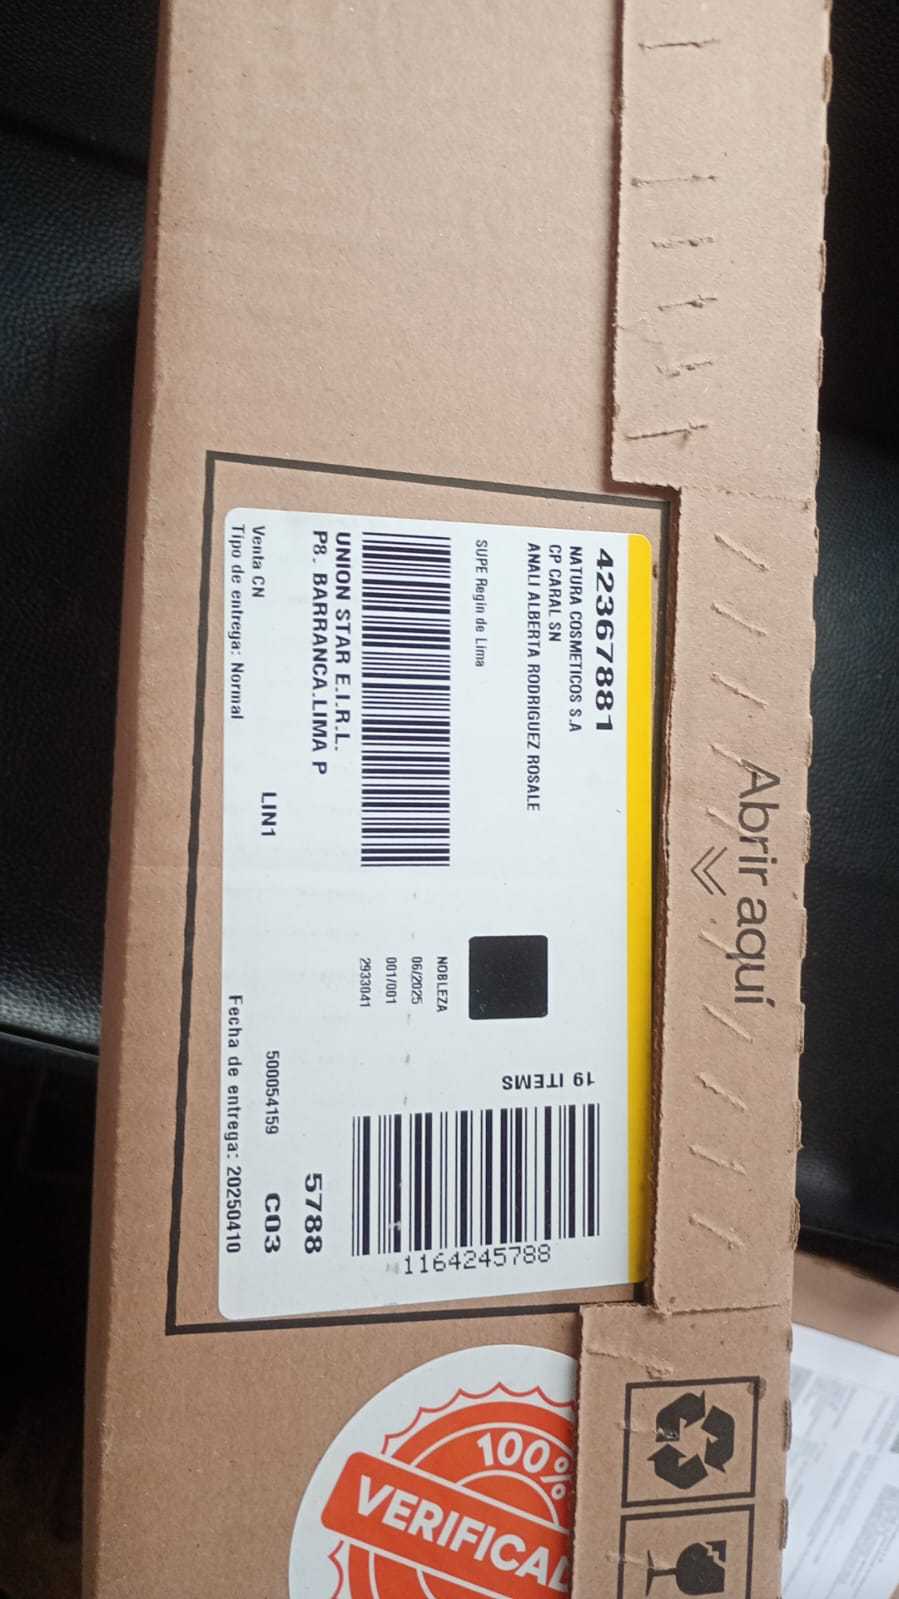 Abrir aquí
42367881
NATURA COSMETICOS S.A
CP CARAL SN
ANALI ALBERTA RODRIGUEZ ROSALE
SUPE Regin de Lima
19 ITEMS
NOBLEZA
06/2025
001/001
2933041
1164245788
UNION STAR E.I.R.L.
P8. BARRANCA.LIMA P
5788
Venta CN
LIN1
500054159
C03
Tipo de entrega: Normal
Fecha de entrega: 20250410
100%
VERIFICAD